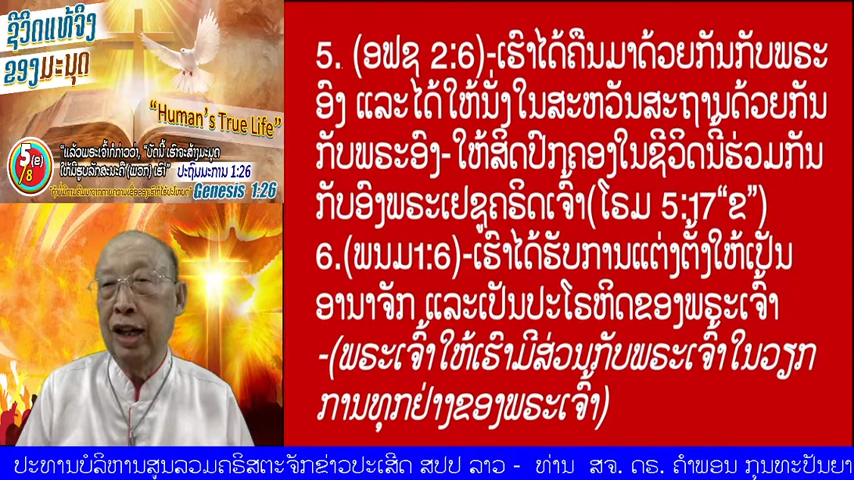 ຊີວິດແທ້ຈິງ
ຂອງມະນຸດ
“Human's True Life”
5 (ຂ)
/8
“ແລ້ວພຣະເຈົ້າກໍກ່າວວ່າ, “ບັດນີ້ ເຮົາຈະສ້າງມະນຸດ
ໃຫ້ມີຮູບລັກສະນະຄື (ພວກ) ເຮົາ” ປະຖົມມະການ 1:26
Genesis 1:26
5. (ອຟຊ 2:6)-ເຮົາໄດ້ຄືນມາດ້ວຍກັນກັບພຣະ
ອົງ ແລະໄດ້ໃຫ້ນັ່ງໃນສະຫວັນສະຖານດ້ວຍກັນ
ກັບພຣະອົງ-ໃຫ້ສິດປົກຄອງໃນຊີວິດນີ້ຮ່ວມກັນ
ກັບອົງພຣະເຢຊູຄຣິດເຈົ້າ(ໂຣມ 5:17“ຂ”)
6.(ພນມ1:6)-ເຮົາໄດ້ຮັບການແຕ່ງຕັ້ງໃຫ້ເປັນ
ອານາຈັກ ແລະເປັນປະໂຣຫິດຂອງພຣະເຈົ້າ
-(ພຣະເຈົ້າໃຫ້ເຮົາມີສ່ວນກັບພຣະເຈົ້າໃນວຽກ
ການທຸກຢ່າງຂອງພຣະເຈົ້າ)
ປະທານບໍລິຫານສູນລວມຄຣິສຕະຈັກຂ່າວປະເສີດ ສປປ ລາວ - ທ່ານ ສຈ. ດຣ. ຄຳພອນ ກຸນທະປັນຍາ